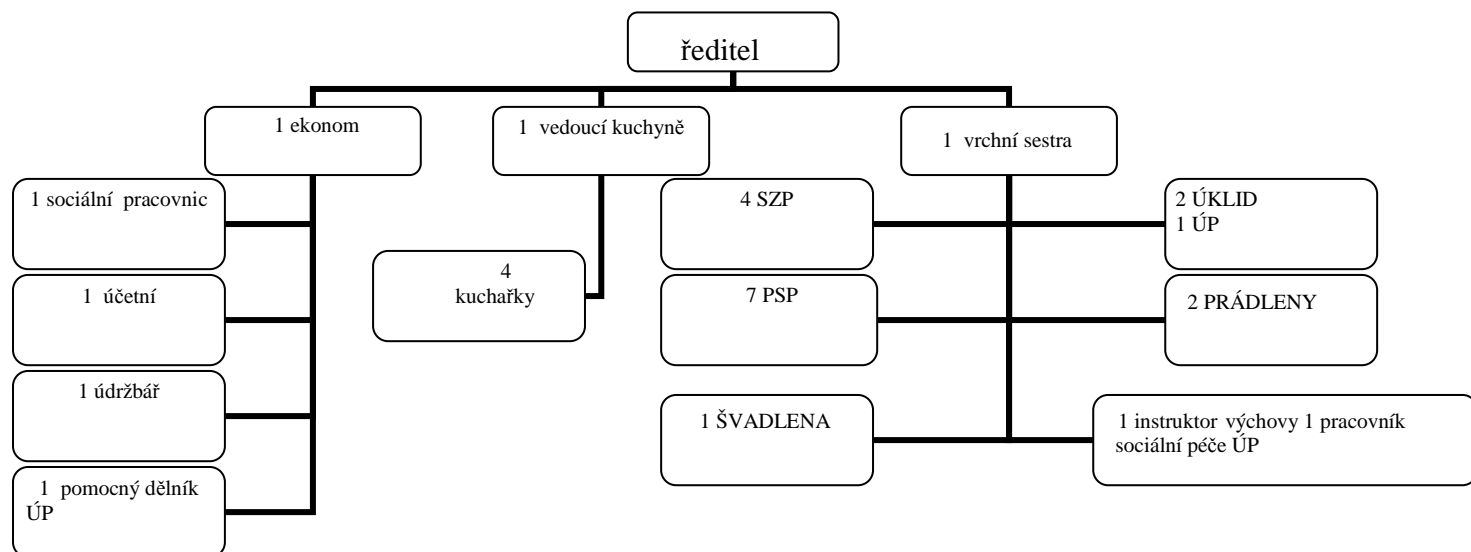 ředitel
1 ekonom
1 vedoucí kuchyně
1 vrchní sestra
1 sociální pracovnic
4 SZP
2 ÚKLID
1 ÚP
4
kuchařky
1 účetní
7 PSP
2 PRÁDLENY
1 údržbář
1 ŠVADLENA
1 instruktor výchovy 1 pracovník
sociální péče ÚP
1 pomocný dělník
ÚP